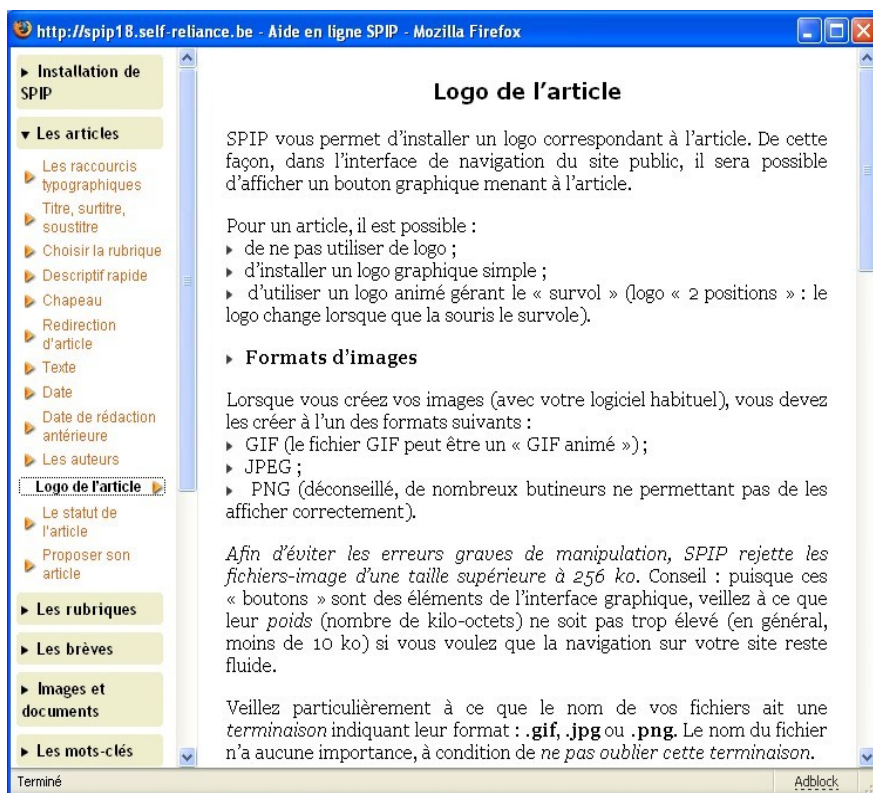 http://spip18.self-reliance.be - Aide en ligne SPIP - Mozilla Firefox
▸ Installation de
SPIP
▾ Les articles
Les raccourcis
typographiques
Titre, surtitre,
soustitre
Choisir la rubrique
Descriptif rapide
Chapeau
Redirection
d'article
Texte
Date
Date de rédaction
antérieure
Les auteurs
Logo de l'article
Le statut de
l'article
Proposer son
article
▸ Les rubriques
▸ Les brèves
▸ Images et
documents
▸ Les mots-clés
Logo de l’article
SPIP vous permet d’installer un logo correspondant à l’article. De cette
façon, dans l’interface de navigation du site public, il sera possible
d’afficher un bouton graphique menant à l’article.
Pour un article, il est possible :
▸ de ne pas utiliser de logo ;
▸ d’installer un logo graphique simple ;
▸ d’utiliser un logo animé gérant le « survol » (logo « 2 positions » : le
logo change lorsque que la souris le survole).
▸ Formats d’images
Lorsque vous créez vos images (avec votre logiciel habituel), vous devez
les créer à l’un des formats suivants :
▸ GIF (le fichier GIF peut être un « GIF animé ») ;
▸ JPEG ;
▸ PNG (déconseillé, de nombreux butineurs ne permettant pas de les
afficher correctement).
Afin d’éviter les erreurs graves de manipulation, SPIP rejette les
fichiers-image d’une taille supérieure à 256 ko. Conseil : puisque ces
« boutons » sont des éléments de l’interface graphique, veillez à ce que
leur poids (nombre de kilo-octets) ne soit pas trop élevé (en général,
moins de 10 ko) si vous voulez que la navigation sur votre site reste
fluide.
Veillez particulièrement à ce que le nom de vos fichiers ait une
terminaison indiquant leur format : .gif, .jpg ou .png. Le nom du fichier
n’a aucune importance, à condition de ne pas oublier cette terminaison.
Terminé
Adblock